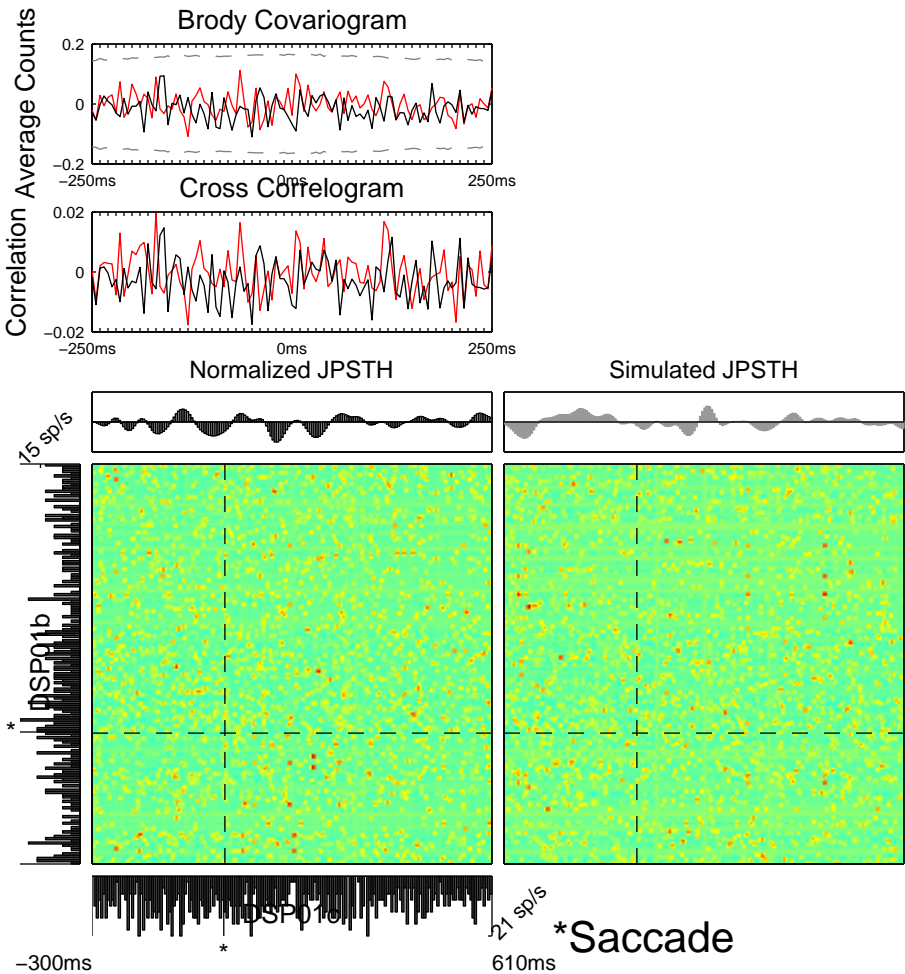 Brody Covariogram
Average Counts
0.2
0
−0.2
−250ms
0ms
250ms
Cross Correlogram
Correlation
0.02
0
−0.02
−250ms
0ms
250ms
Normalized JPSTH
Simulated JPSTH
15 sp/s
DSP01b
*
DSP01c
21 sp/s
*
*Saccade
−300ms
610ms